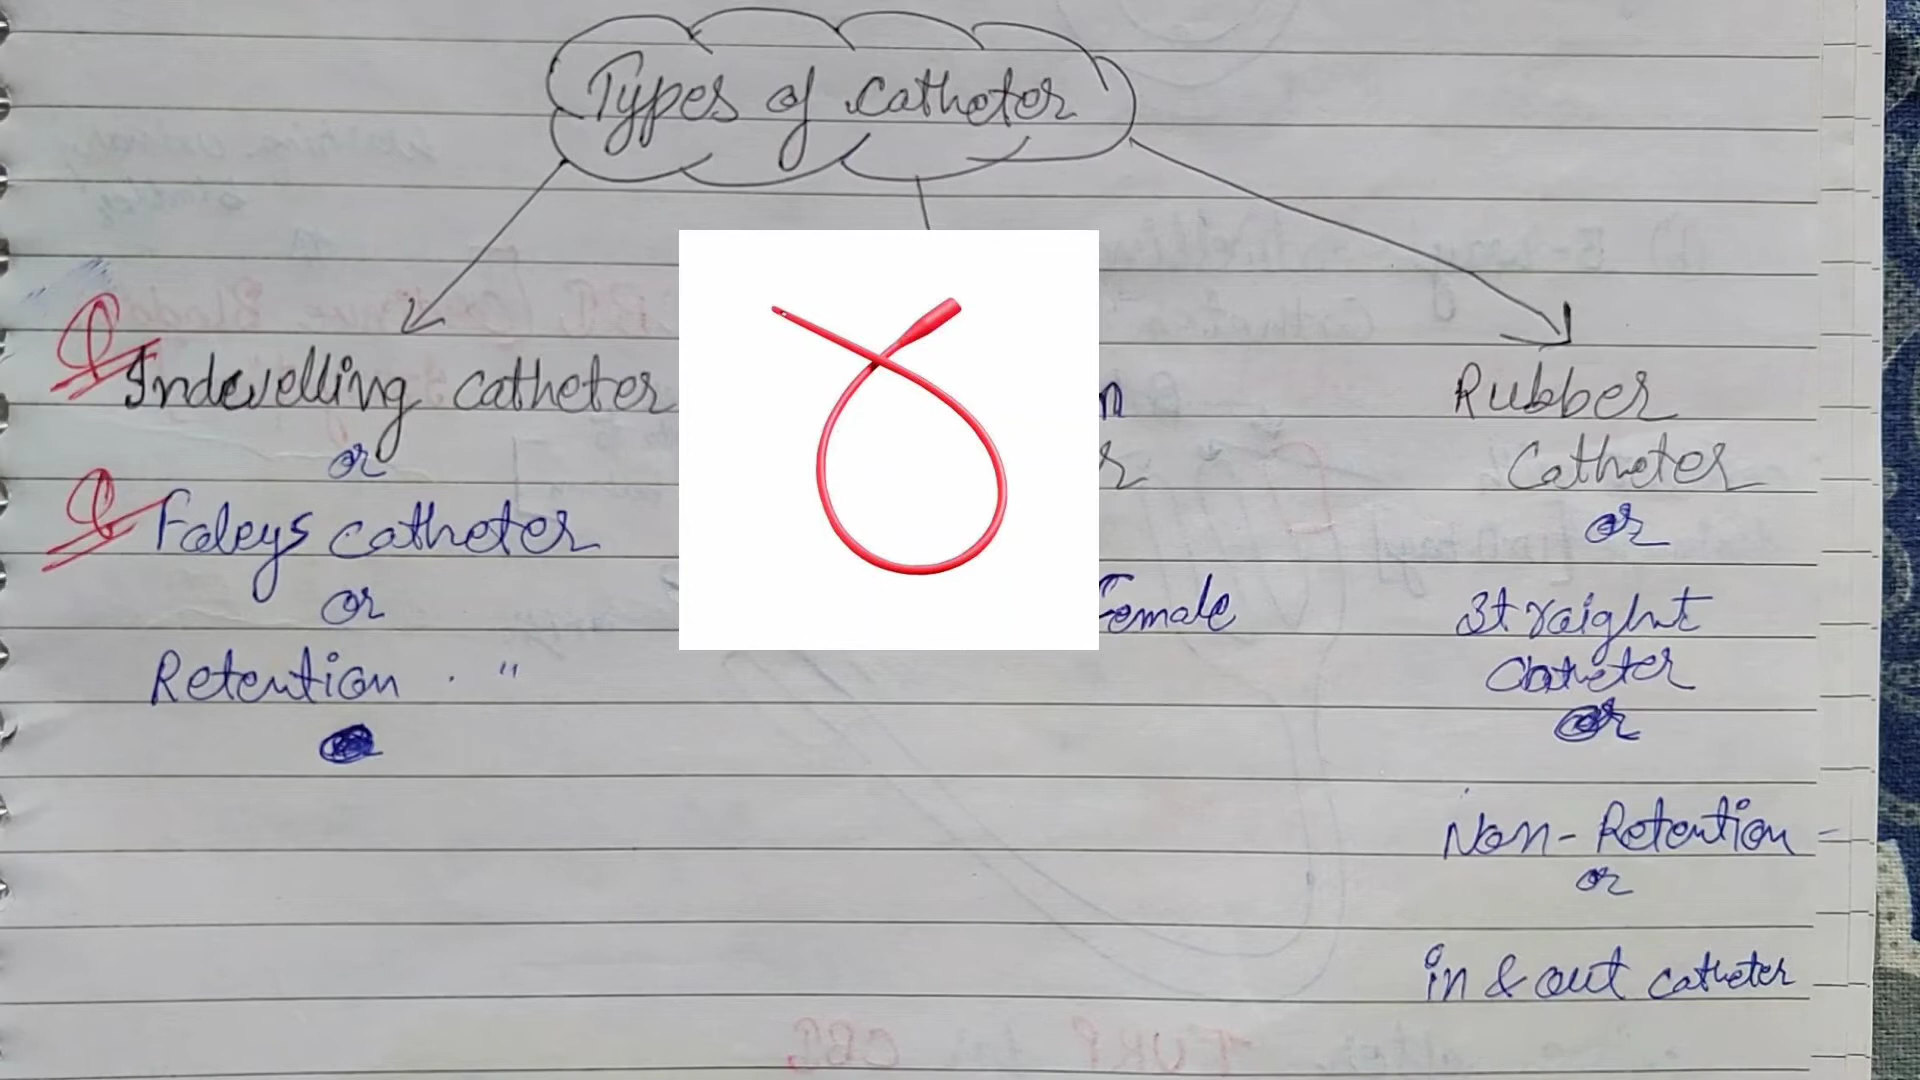 Types of catheter
Indevelling catheter
or
Foleys catheter
or
Retention "
n
r
Female
Rubber
Catheter
or
Straight
Catheter
or
Non-Retention -
or
in & out catheter